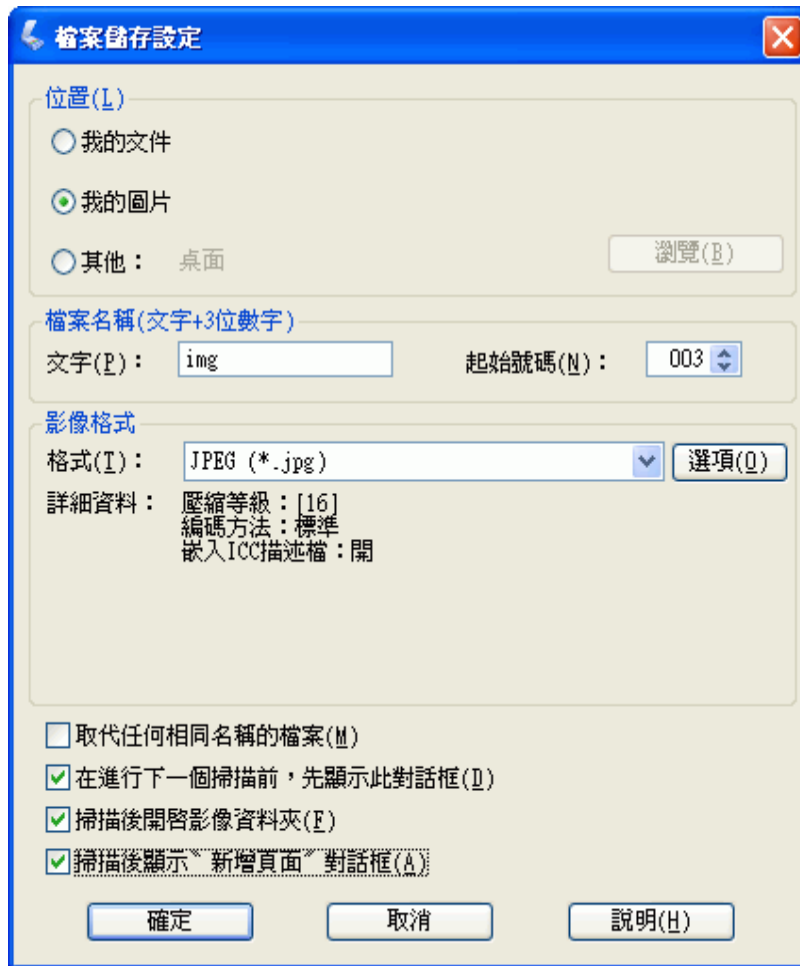 檔案儲存設定
位置(L)
我的文件
我的圖片
其他： 桌面 瀏覽(B)
檔案名稱(文字+3位數字)
文字(P)： img 起始號碼(N)： 003
影像格式
格式(T)： JPEG (*.jpg) 選項(O)
詳細資料： 壓縮等級：[16]
編碼方法：標準
嵌入ICC描述檔：開
取代任何相同名稱的檔案(M)
在進行下一個掃描前，先顯示此對話框(D)
掃描後開啓影像資料夾(F)
掃描後顯示〝新增頁面〞對話框(A)
確定 取消 說明(H)